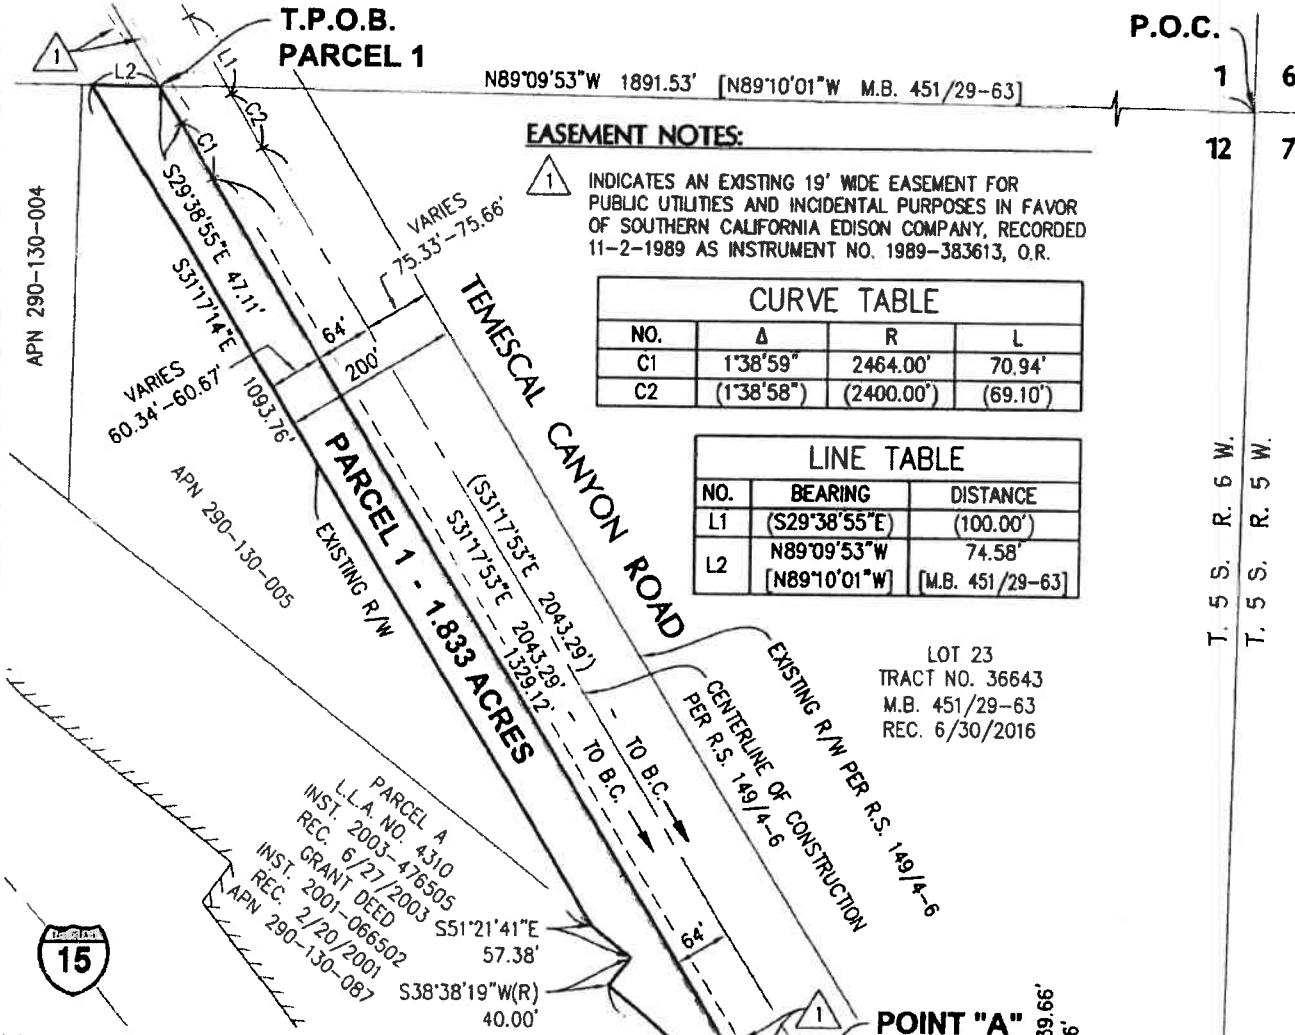 T.P.O.B.
PARCEL 1
P.O.C.
1
L2
L1
C2
C1
N89°09'53"W 1891.53' [N89°10'01"W M.B. 451/29-63]
1 6
12 7
EASEMENT NOTES:
1 INDICATES AN EXISTING 19' WIDE EASEMENT FOR
PUBLIC UTILITIES AND INCIDENTAL PURPOSES IN FAVOR
OF SOUTHERN CALIFORNIA EDISON COMPANY, RECORDED
11-2-1989 AS INSTRUMENT NO. 1989-383613, O.R.
CURVE TABLE
NO. Δ R L
C1 1°38'59" 2464.00' 70.94'
C2 (1°38'58") (2400.00') (69.10')
LINE TABLE
NO. BEARING DISTANCE
L1 (S29°38'55"E) (100.00')
L2 N89°09'53"W 74.58'
[N89°10'01"W] [M.B. 451/29-63]
APN 290-130-004
S29°38'55"E 47.11'
S31°17'14"E
1093.76'
VARIES
75.33'-75.66'
64'
200'
VARIES
60.34'-60.67'
TEMESCAL CANYON ROAD
PARCEL 1 - 1.833 ACRES
(S31°17'53"E 2043.29')
S31°17'53"E 2043.29'
1329.12'
TO B.C.
TO B.C.
APN 290-130-005
EXISTING R/W
EXISTING R/W PER R.S. 149/4-6
CENTERLINE OF CONSTRUCTION
PER R.S. 149/4-6
LOT 23
TRACT NO. 36643
M.B. 451/29-63
REC. 6/30/2016
T. 5 S. R. 6 W.
T. 5 S. R. 5 W.
PARCEL A
L.L.A. NO. 4310
INST. 2003-476505
REC. 6/27/2003
GRANT DEED
INST. 2001-066502
REC. 2/20/2001
APN 290-130-087
S51°21'41"E
57.38'
S38°38'19"W(R)
40.00'
64'
15
1
POINT "A"